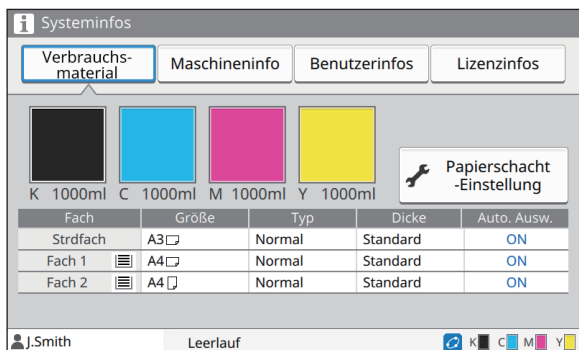 Systeminfos
Verbrauchs-
material
Maschineninfo
Benutzerinfos
Lizenzinfos
K 1000ml C 1000ml M 1000ml Y 1000ml
Papierschacht
-Einstellung
Fach Größe Typ Dicke Auto. Ausw.
Strdfach A3 Normal Standard ON
Fach 1 A4 Normal Standard ON
Fach 2 A4 Normal Standard ON
J.Smith Leerlauf K C M Y